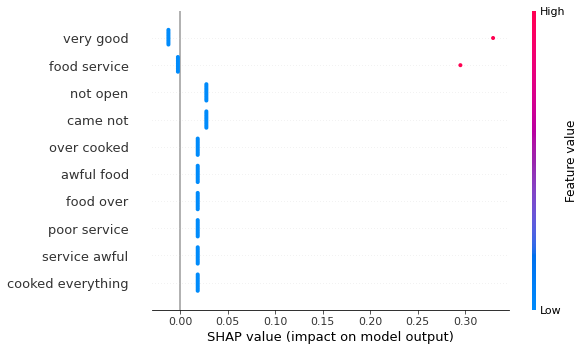 High
very good
food service
not open
came not
over cooked
awful food
food over
poor service
service awful
cooked everything
Feature value
Low
0.00 0.05 0.10 0.15 0.20 0.25 0.30
SHAP value (impact on model output)